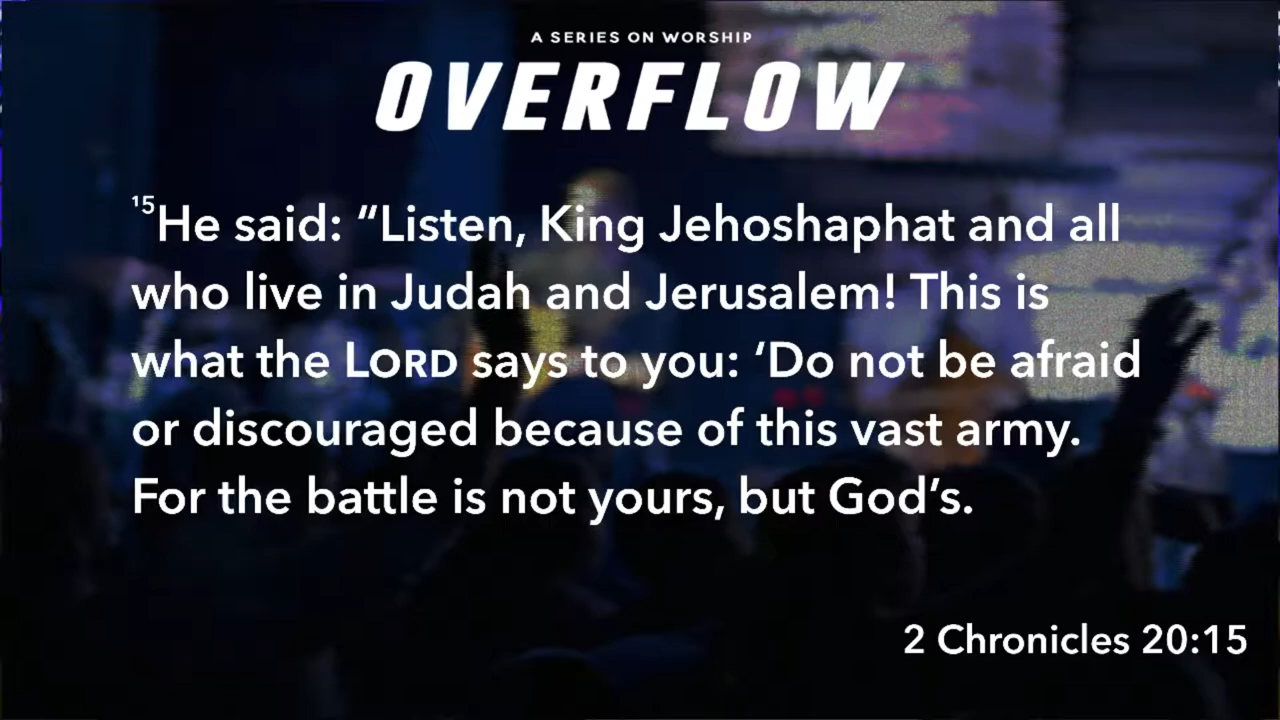 A SERIES ON WORSHIP
OVERFLOW
¹⁵He said: “Listen, King Jehoshaphat and all
who live in Judah and Jerusalem! This is
what the LORD says to you: ‘Do not be afraid
or discouraged because of this vast army.
For the battle is not yours, but God’s.
2 Chronicles 20:15